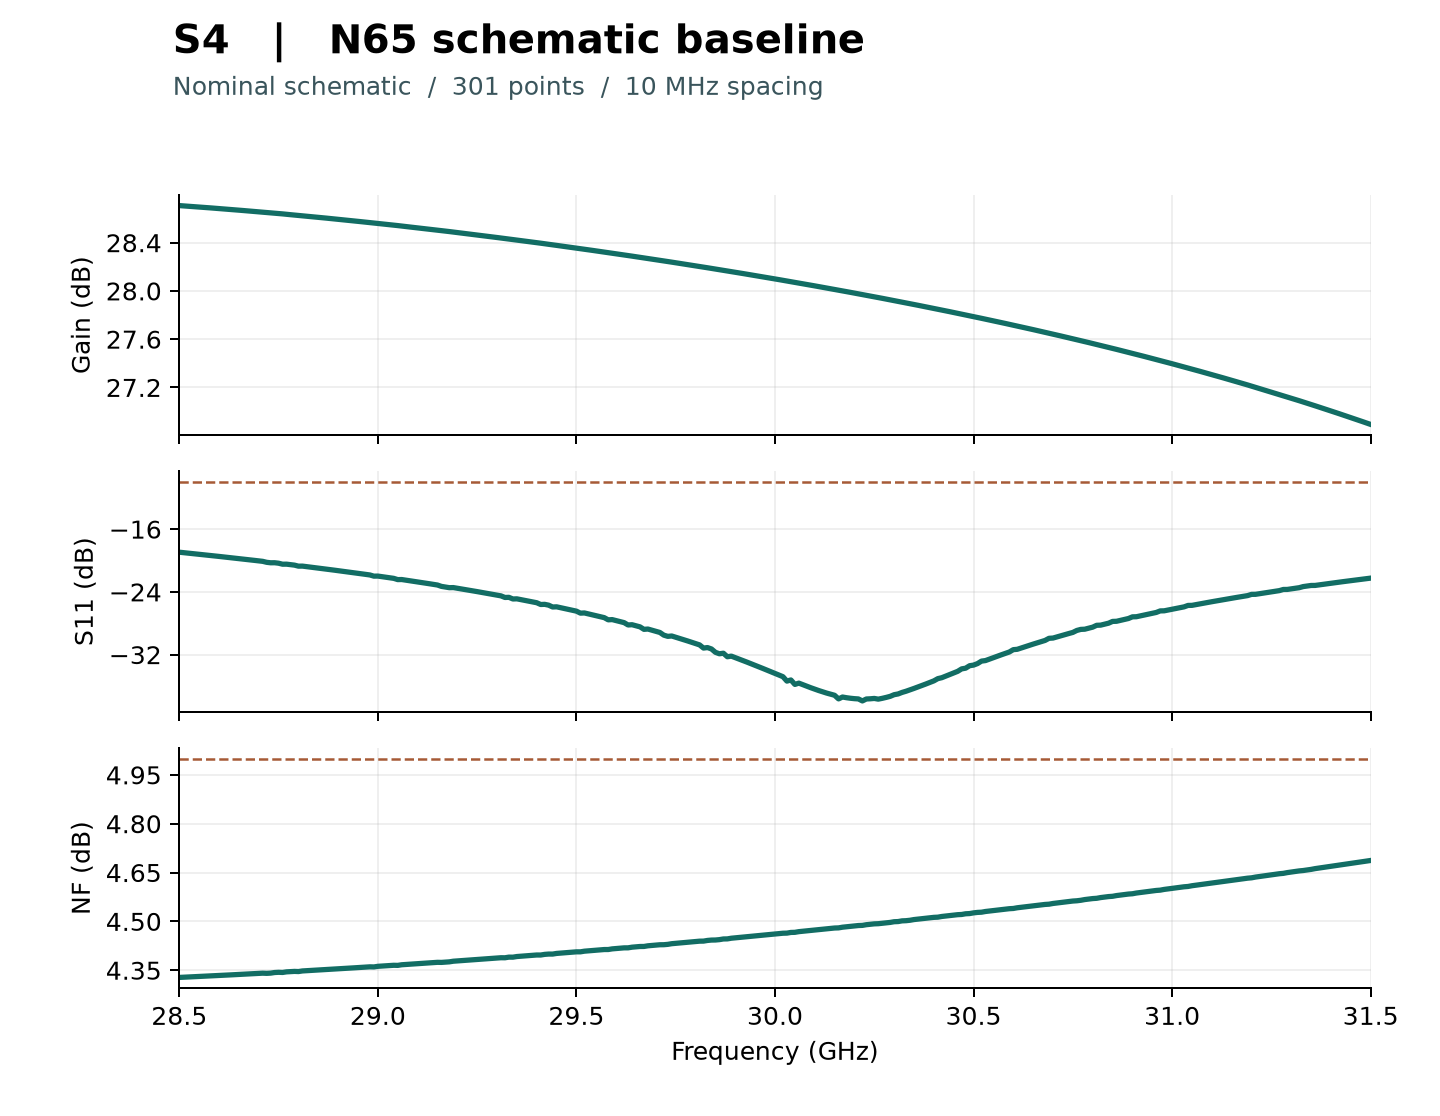 S4 | N65 schematic baseline
Nominal schematic / 301 points / 10 MHz spacing
Gain (dB)
28.4
28.0
27.6
27.2
S11 (dB)
−16
−24
−32
NF (dB)
4.95
4.80
4.65
4.50
4.35
28.5 29.0 29.5 30.0 30.5 31.0 31.5
Frequency (GHz)